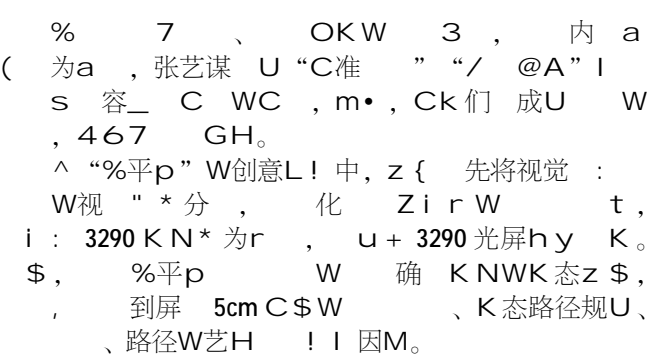 % 7 、 OKW 3 , 内 a
( 为a , 张艺谋 U “C准 ” “/ @A” I
s 容_ C WC , m• , Ck们 成U W
, 467 GH。
^ “%平p” W创意L! 中, z { 先将视觉 :
W视 " * 分 , 化 Z i r W t ,
i : 3290 K N* 为r , u + 3290 光屏h y K。
$ , %平p W 确 K NWK态z $ ,
, 到屏 5cm C $ W 、K态路径规U、
、路径W艺H ! I 因M。